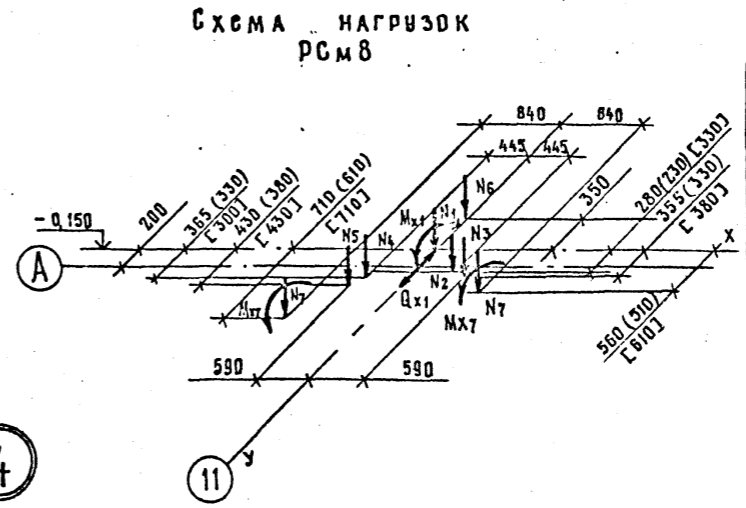 Схема нагрузок
РСм8
840 840
445 445
N6
350
280(230)[330]
355(330)
[380]
- 0,150
200
365(330)
[300]
430(380)
[430]
710(610)
[710]
N5
N4
Mx1
N1
N3
X
А
N2
Qx1
N7
Mx7
N7
560(510)
[610]
590
590
У
11